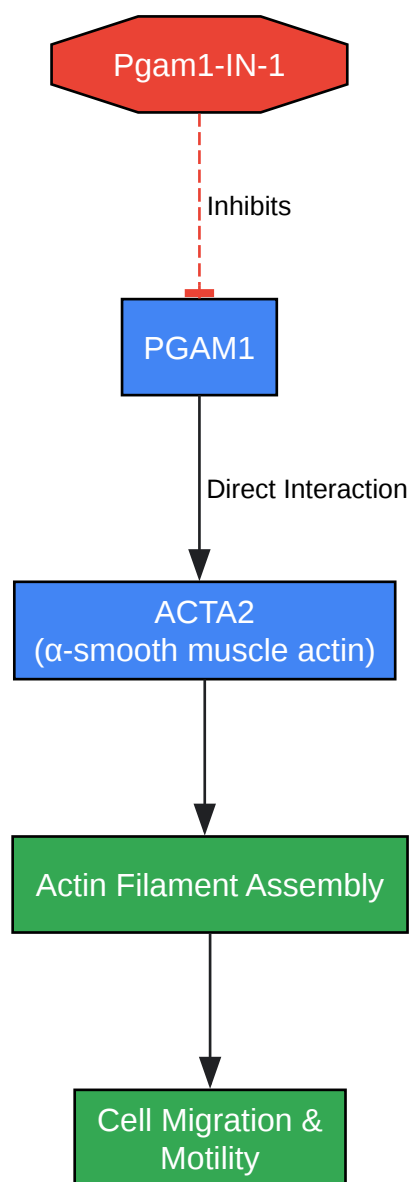 Pgam1-IN-1
Inhibits
PGAM1
Direct Interaction
ACTA2
(α-smooth muscle actin)
Actin Filament Assembly
Cell Migration &
Motility